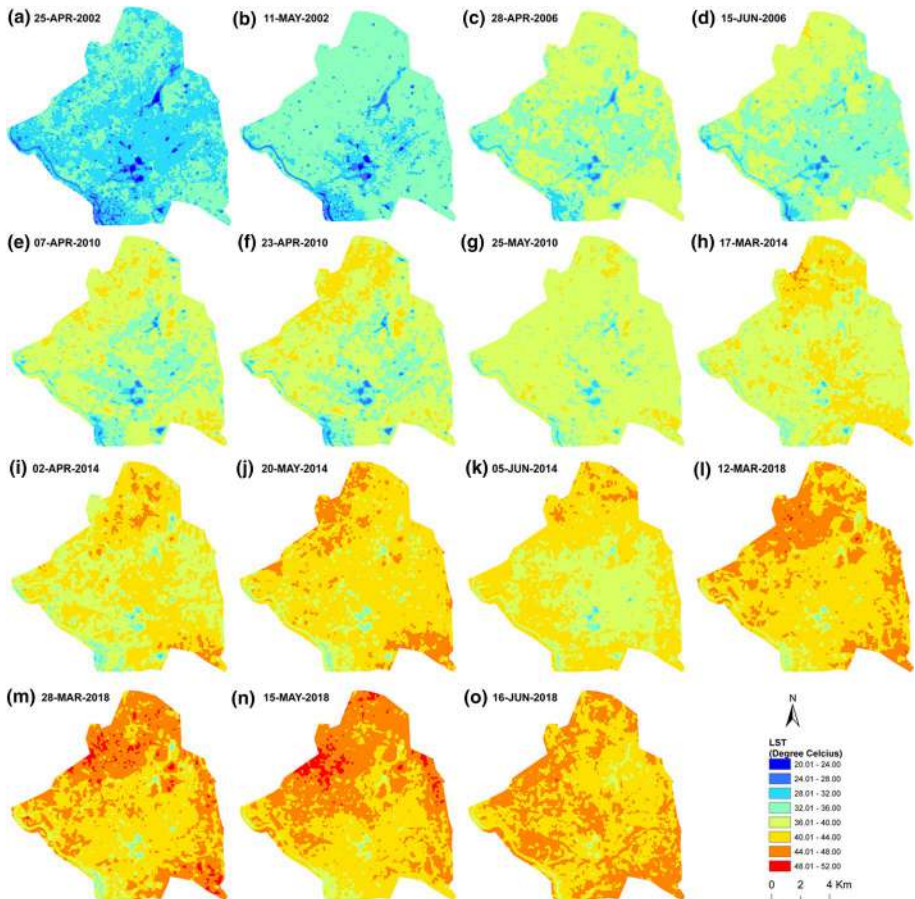 (a) 25-APR-2002
(b) 11-MAY-2002
(c) 28-APR-2006
(d) 15-JUN-2006
(e) 07-APR-2010
(f) 23-APR-2010
(g) 25-MAY-2010
(h) 17-MAR-2014
(i) 02-APR-2014
(j) 20-MAY-2014
(k) 05-JUN-2014
(l) 12-MAR-2018
(m) 28-MAR-2018
(n) 15-MAY-2018
(o) 16-JUN-2018
N
LST
(Degree Celcius)
20.01 - 24.00
24.01 - 28.00
28.01 - 32.00
32.01 - 36.00
36.01 - 40.00
40.01 - 44.00
44.01 - 48.00
48.01 - 52.00
0 2 4 Km